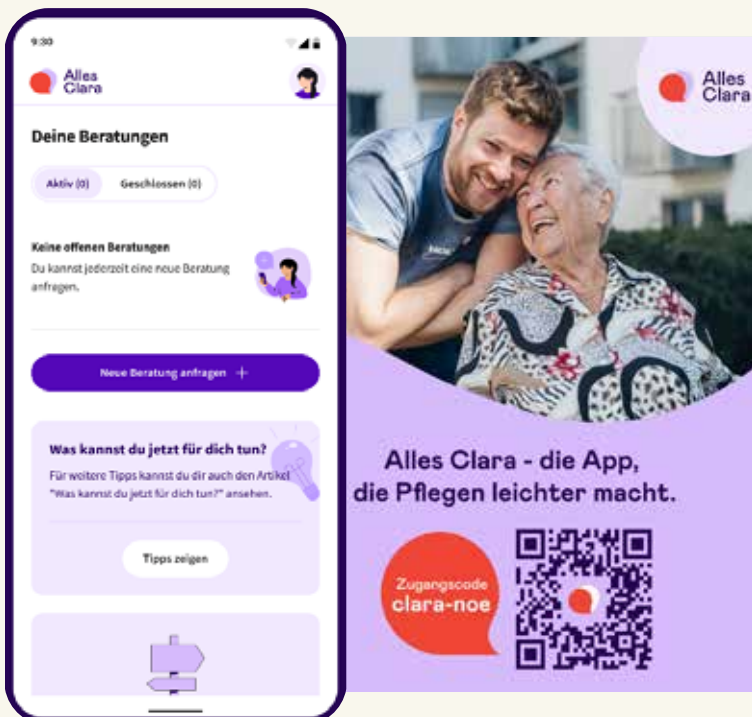 9:30
Alles
Clara
Deine Beratungen
Aktiv (0)
Geschlossen (0)
Keine offenen Beratungen
Du kannst jederzeit eine neue Beratung
anfragen.
Neue Beratung anfragen +
Was kannst du jetzt für dich tun?
Für weitere Tipps kannst du dir auch den Artikel
"Was kannst du jetzt für dich tun?" ansehen.
Tipps zeigen
Alles
Clara
Alles Clara - die App,
die Pflegen leichter macht.
Zugangscode
clara-noe